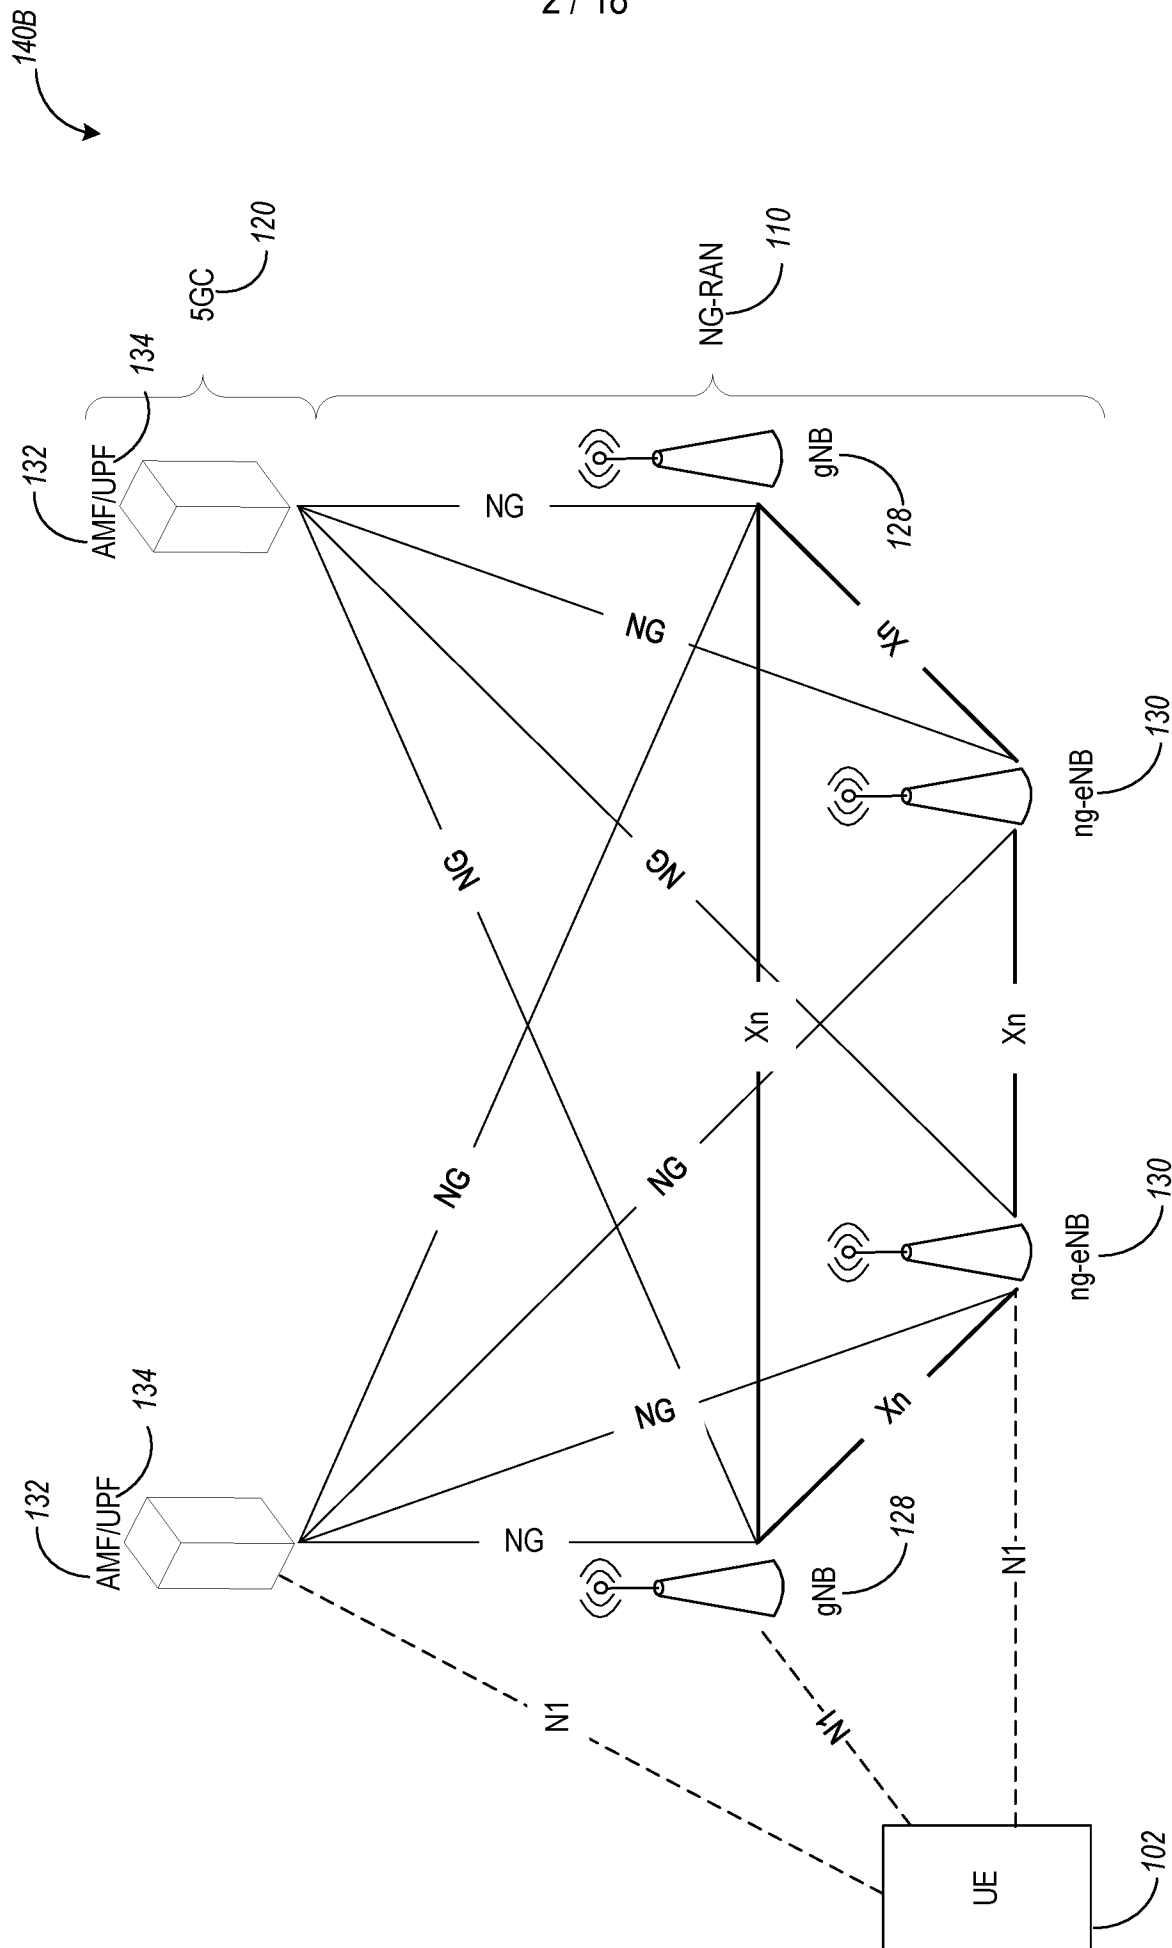 2 / 18
140B
5GC
120
NG-RAN
110
132
AMF/UPF
134
gNB
128
NG
NG
Xn
ng-eNB
130
NG
NG
Xn
Xn
NG
NG
ng-eNB
130
132
AMF/UPF
134
NG
Xn
NG
gNB
128
N1
N1
N1
UE
102